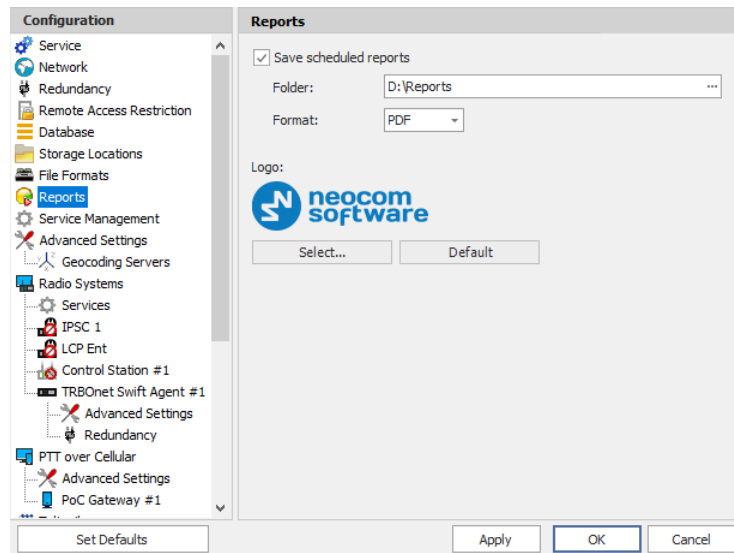 Configuration
Service
Network
Redundancy
Remote Access Restriction
Database
Storage Locations
File Formats
Reports
Service Management
Advanced Settings
Geocoding Servers
Radio Systems
Services
IPSC 1
LCP Ent
Control Station #1
TRBOnet Swift Agent #1
Advanced Settings
Redundancy
PTT over Cellular
Advanced Settings
PoC Gateway #1
Set Defaults
Reports
Save scheduled reports
Folder: D:\Reports ...
Format: PDF
Logo:
neocom
software
Select... Default
Apply OK Cancel